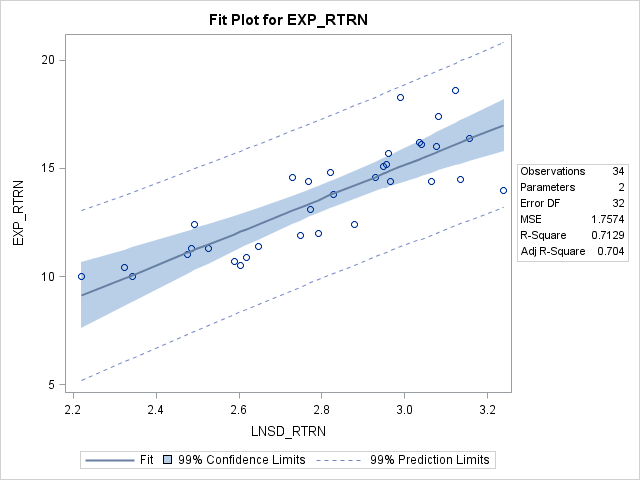 Fit Plot for EXP_RTRN
20
15
10
5
EXP_RTRN
2.2 2.4 2.6 2.8 3.0 3.2
LNSD_RTRN
Observations 34
Parameters 2
Error DF 32
MSE 1.7574
R-Square 0.7129
Adj R-Square 0.704
Fit 99% Confidence Limits 99% Prediction Limits